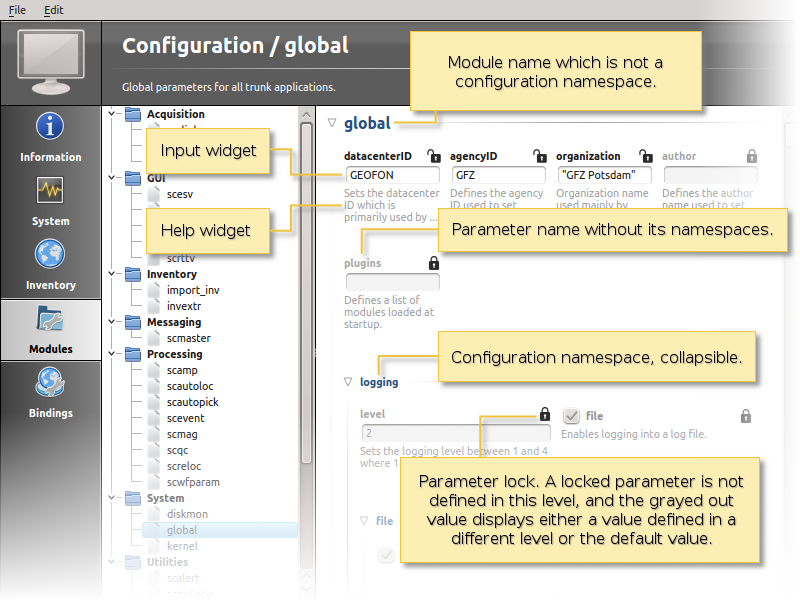 File Edit
Configuration / global
Global parameters for all trunk applications.
Module name which is not a
configuration namespace.
Information
System
Inventory
Modules
Bindings
Acquisition
GUI
scesv
scrttv
Inventory
import_inv
invextr
Messaging
scmaster
Processing
scamp
scautoloc
scautopick
scevent
scmag
scqc
screloc
scwfparam
System
diskmon
global
kernel
Utilities
scalert
Input widget
Help widget
global
datacenterID agencyID organization author
GEOFON GFZ "GFZ Potsdam"
Sets the datacenter Defines the agency Organization name Defines the author
ID which is ID used to set used mainly by name used to set
primarily used by ...
Parameter name without its namespaces.
plugins
Defines a list of
modules loaded at
startup.
Configuration namespace, collapsible.
logging
level file
2
Enables logging into a log file.
Sets the logging level between 1 and 4
where 1
Parameter lock. A locked parameter is not
defined in this level, and the grayed out
value displays either a value defined in a
different level or the default value.
file